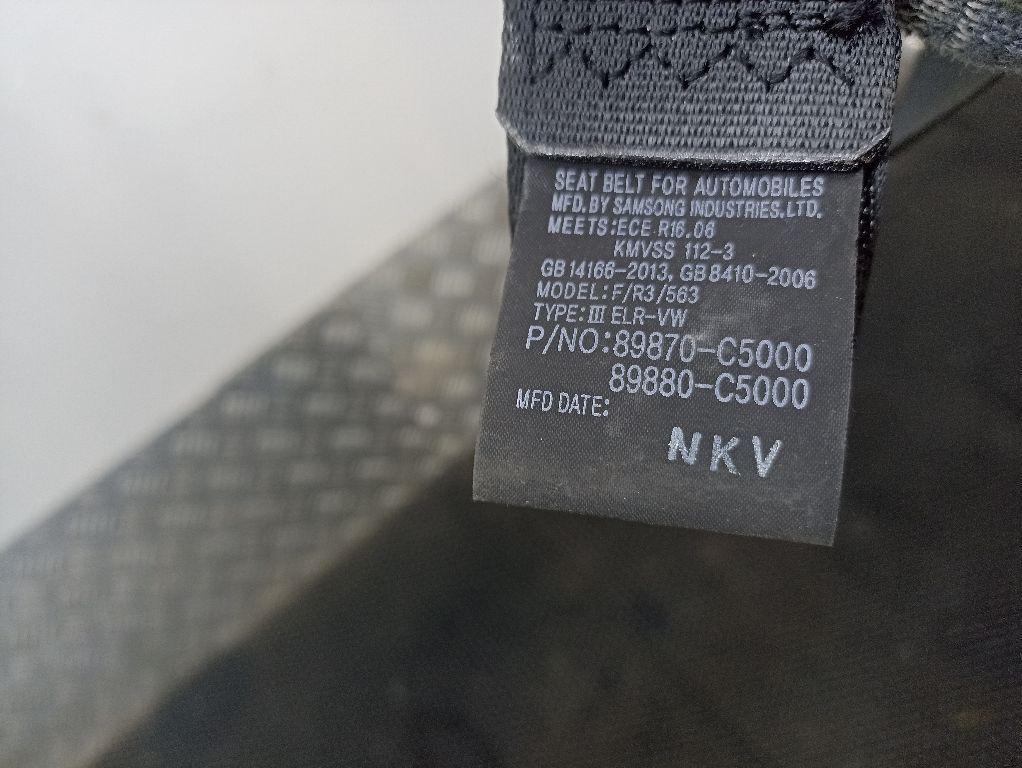 SEAT BELT FOR AUTOMOBILES
MFD. BY SAMSONG INDUSTRIES.LTD.
MEETS:ECE R16.06
KMVSS 112-3
GB 14166-2013, GB 8410-2006
MODEL:F/R3/563
TYPE:Ⅲ ELR-VW
P/NO:89870-C5000
89880-C5000
MFD DATE:
NKV